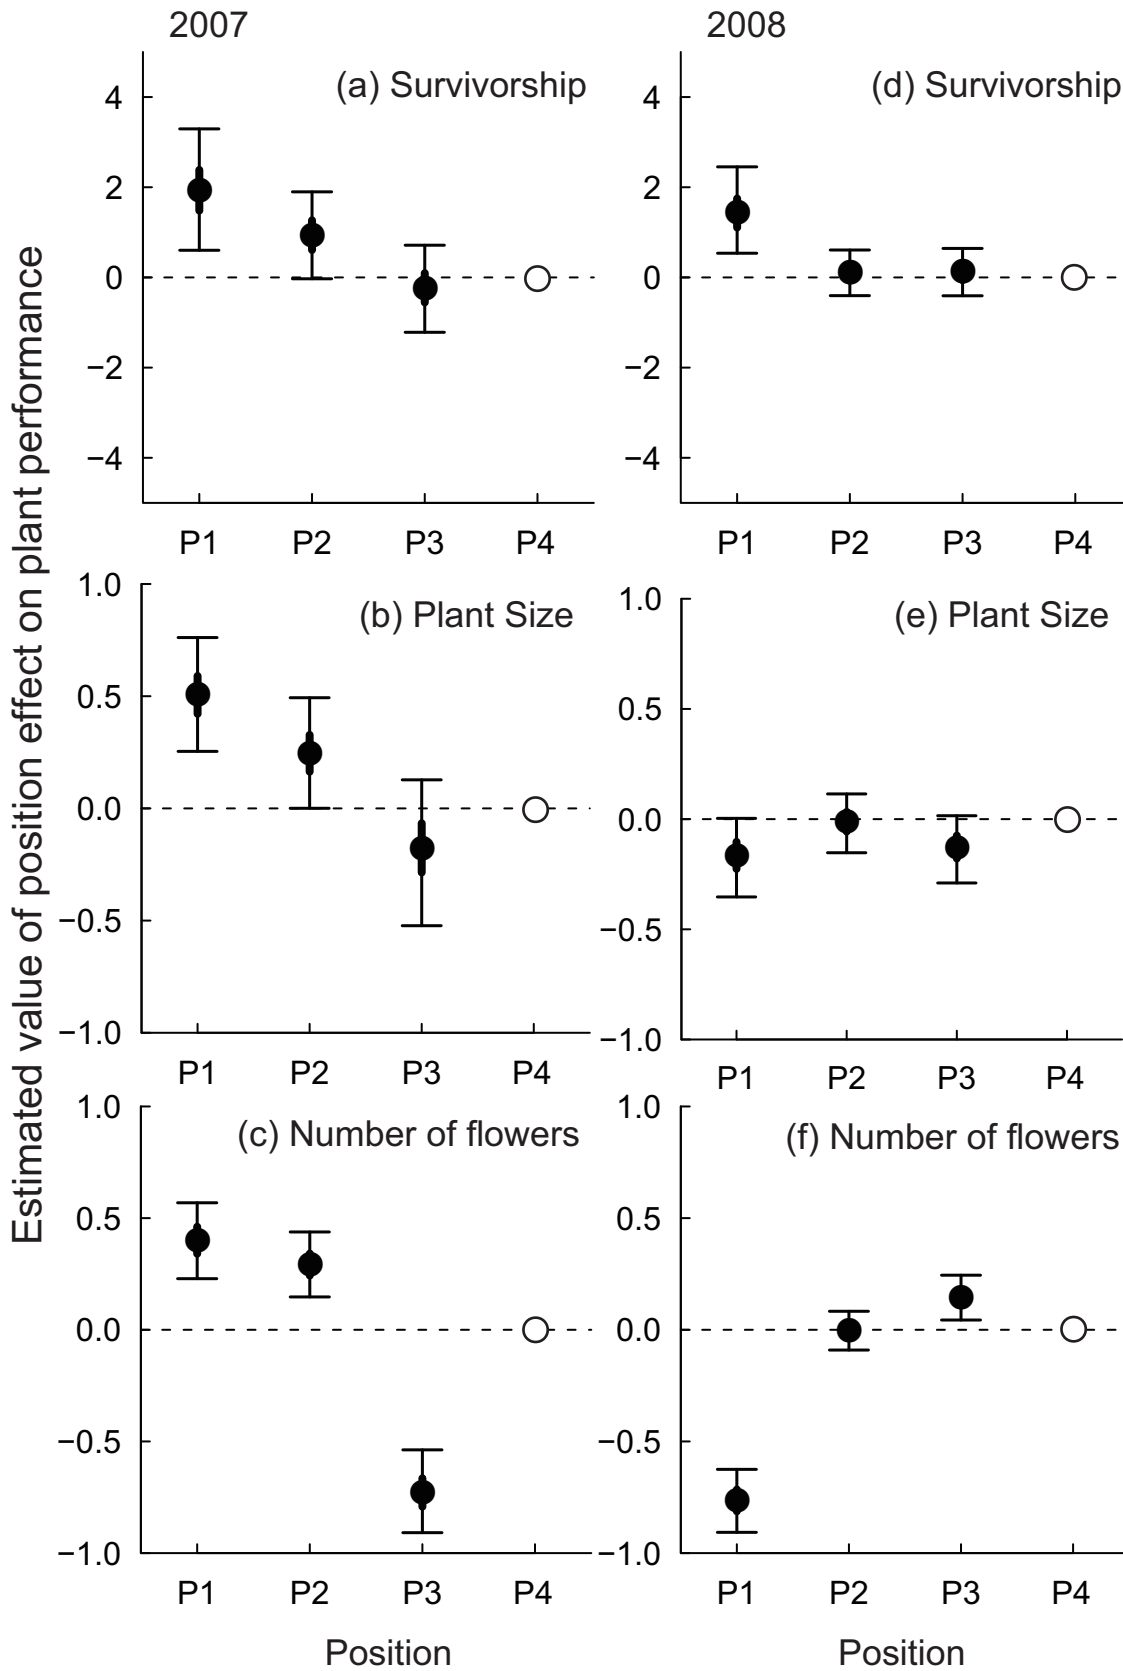 2007
2008
Estimated value of position effect on plant performance
(a) Survivorship
4
2
0
−2
−4
P1 P2 P3 P4
(d) Survivorship
4
2
0
−2
−4
P1 P2 P3 P4
(b) Plant Size
1.0
0.5
0.0
−0.5
−1.0
P1 P2 P3 P4
(e) Plant Size
1.0
0.5
0.0
−0.5
−1.0
P1 P2 P3 P4
(c) Number of flowers
1.0
0.5
0.0
−0.5
−1.0
P1 P2 P3 P4
Position
(f) Number of flowers
1.0
0.5
0.0
−0.5
−1.0
P1 P2 P3 P4
Position